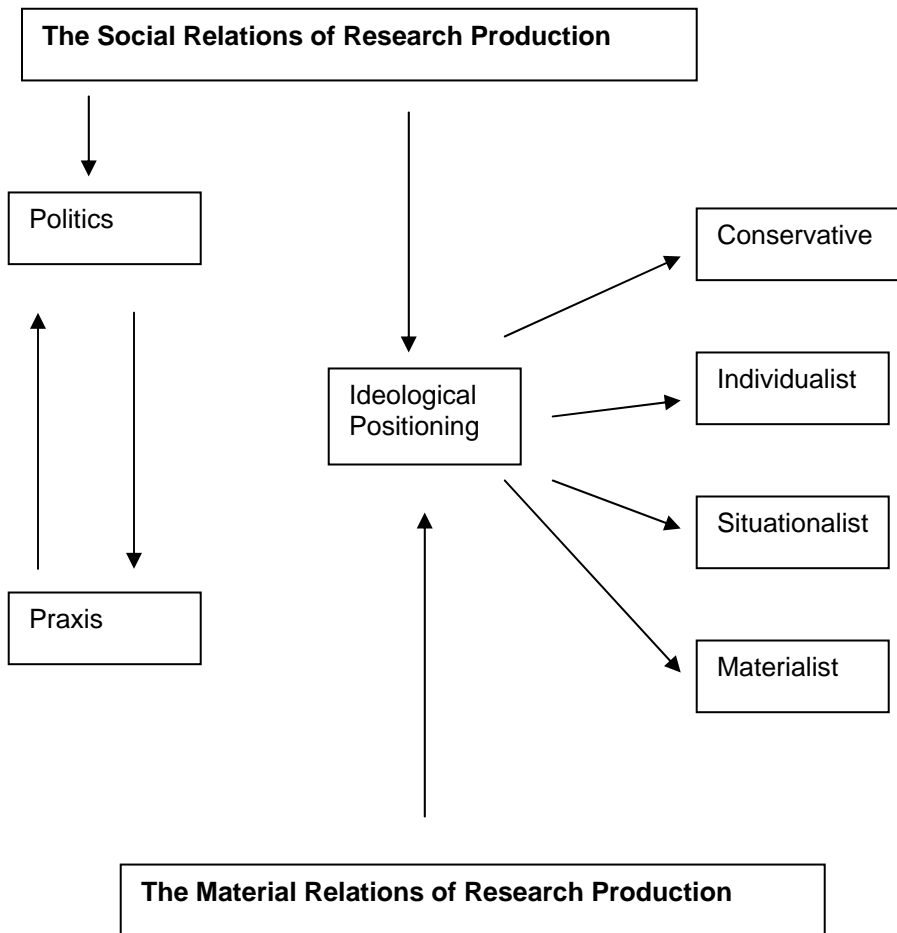 The Social Relations of Research Production
Politics
Conservative
Individualist
Ideological
Positioning
Situationalist
Praxis
Materialist
The Material Relations of Research Production